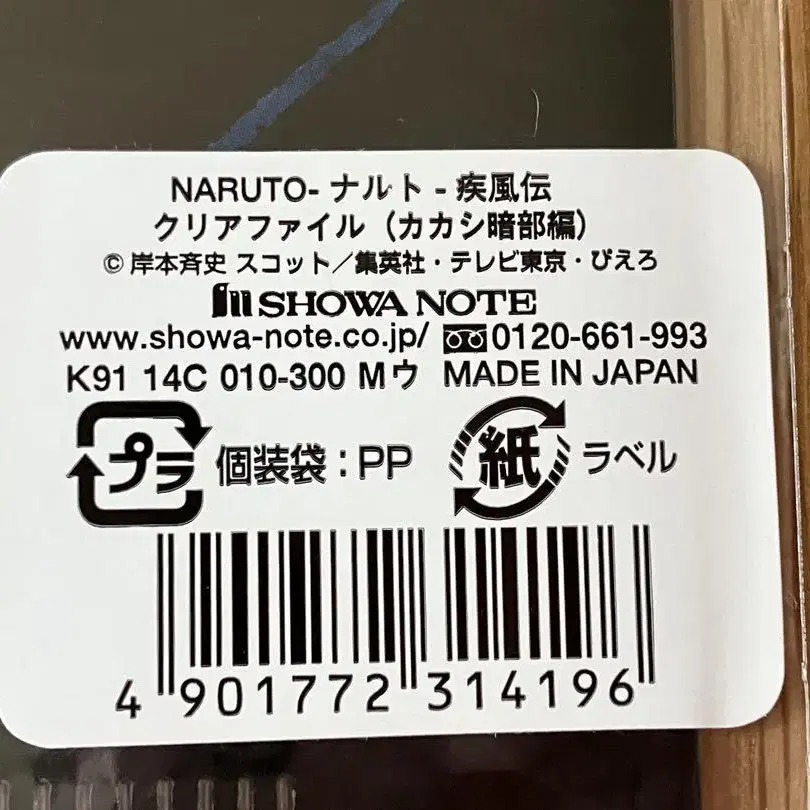 NARUTO- ナルト - 疾風伝
クリアファイル（カカシ暗部編）
© 岸本斉史 スコット／集英社・テレビ東京・ぴえろ
SHOWA NOTE
www.showa-note.co.jp/ 0120-661-993
K91 14C 010-300 Mウ MADE IN JAPAN
プラ 個装袋：PP 紙 ラベル
4 901772 314196